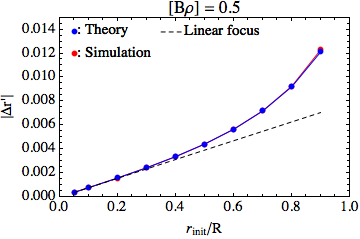 [Bρ] = 0.5
●: Theory
--- Linear focus
●: Simulation
0.014
0.012
0.010
0.008
0.006
0.004
0.002
0.000
|Δr'|
0.0
0.2
0.4
0.6
0.8
1.0
r_init/R